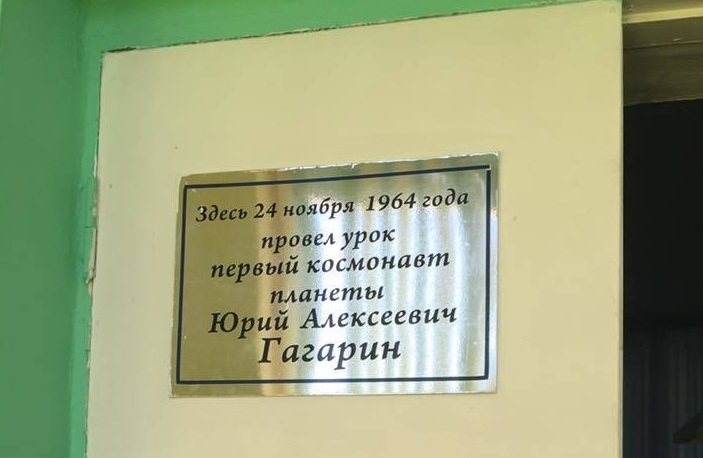 Здесь 24 ноября 1964 года
провел урок
первый космонавт
планеты
Юрий Алексеевич
Гагарин